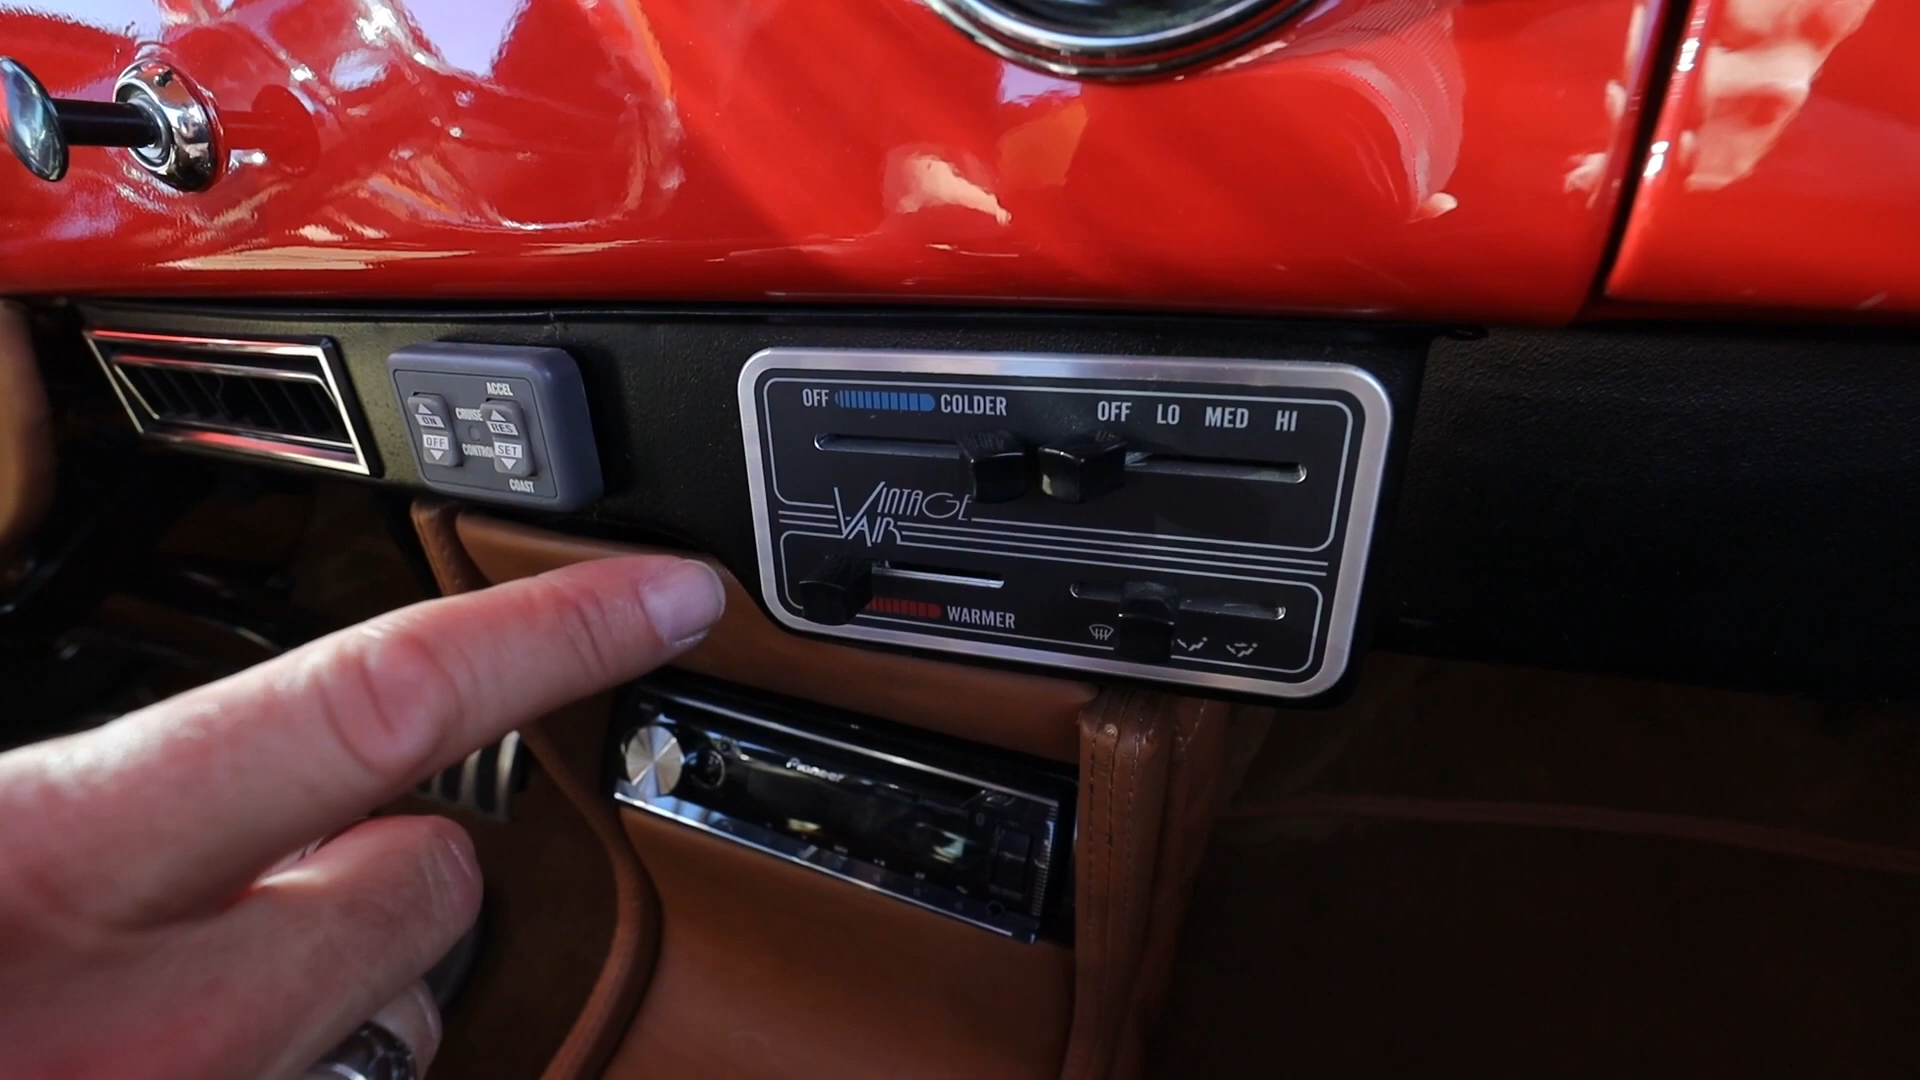 ACCEL
CRUISE
ON
RES
OFF
CONTROL
SET
COAST
OFF COLDER
OFF LO MED HI
VINTAGE
AIR
WARMER
Pioneer